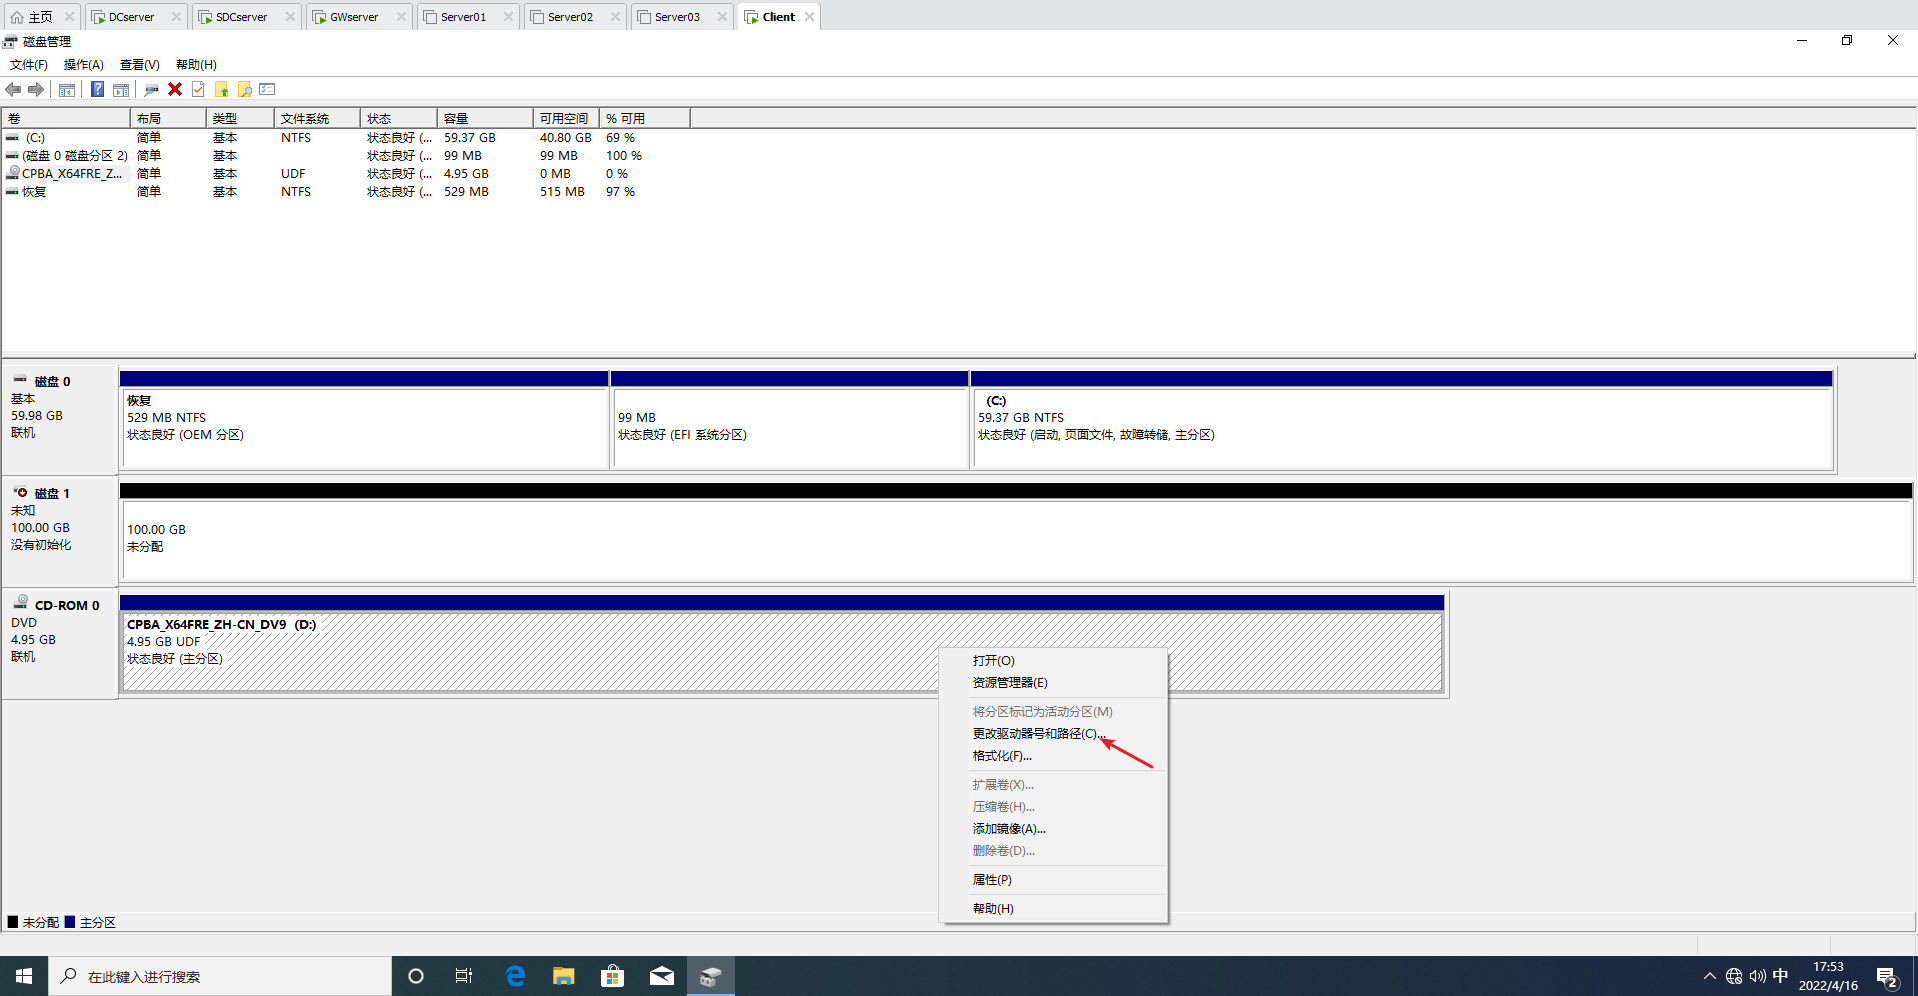 主页 DCserver SDCserver GWserver Server01 Server02 Server03 Client
磁盘管理
文件(F) 操作(A) 查看(V) 帮助(H)
卷 布局 类型 文件系统 状态 容量 可用空间 % 可用
(C:) 简单 基本 NTFS 状态良好 (... 59.37 GB 40.80 GB 69 %
(磁盘 0 磁盘分区 2) 简单 基本 状态良好 (... 99 MB 99 MB 100 %
CPBA_X64FRE_Z... 简单 基本 UDF 状态良好 (... 4.95 GB 0 MB 0 %
恢复 简单 基本 NTFS 状态良好 (... 529 MB 515 MB 97 %
磁盘 0
基本
59.98 GB
联机
恢复
529 MB NTFS
状态良好 (OEM 分区)
99 MB
状态良好 (EFI 系统分区)
(C:)
59.37 GB NTFS
状态良好 (启动, 页面文件, 故障转储, 主分区)
磁盘 1
未知
100.00 GB
没有初始化
100.00 GB
未分配
CD-ROM 0
DVD
4.95 GB
联机
CPBA_X64FRE_ZH-CN_DV9 (D:)
4.95 GB UDF
状态良好 (主分区)
打开(O)
资源管理器(E)
将分区标记为活动分区(M)
更改驱动器号和路径(C)...
格式化(F)...
扩展卷(X)...
压缩卷(H)...
添加镜像(A)...
删除卷(D)...
属性(P)
帮助(H)
未分配 主分区
在此键入进行搜索
中
17:53
2022/4/16
2